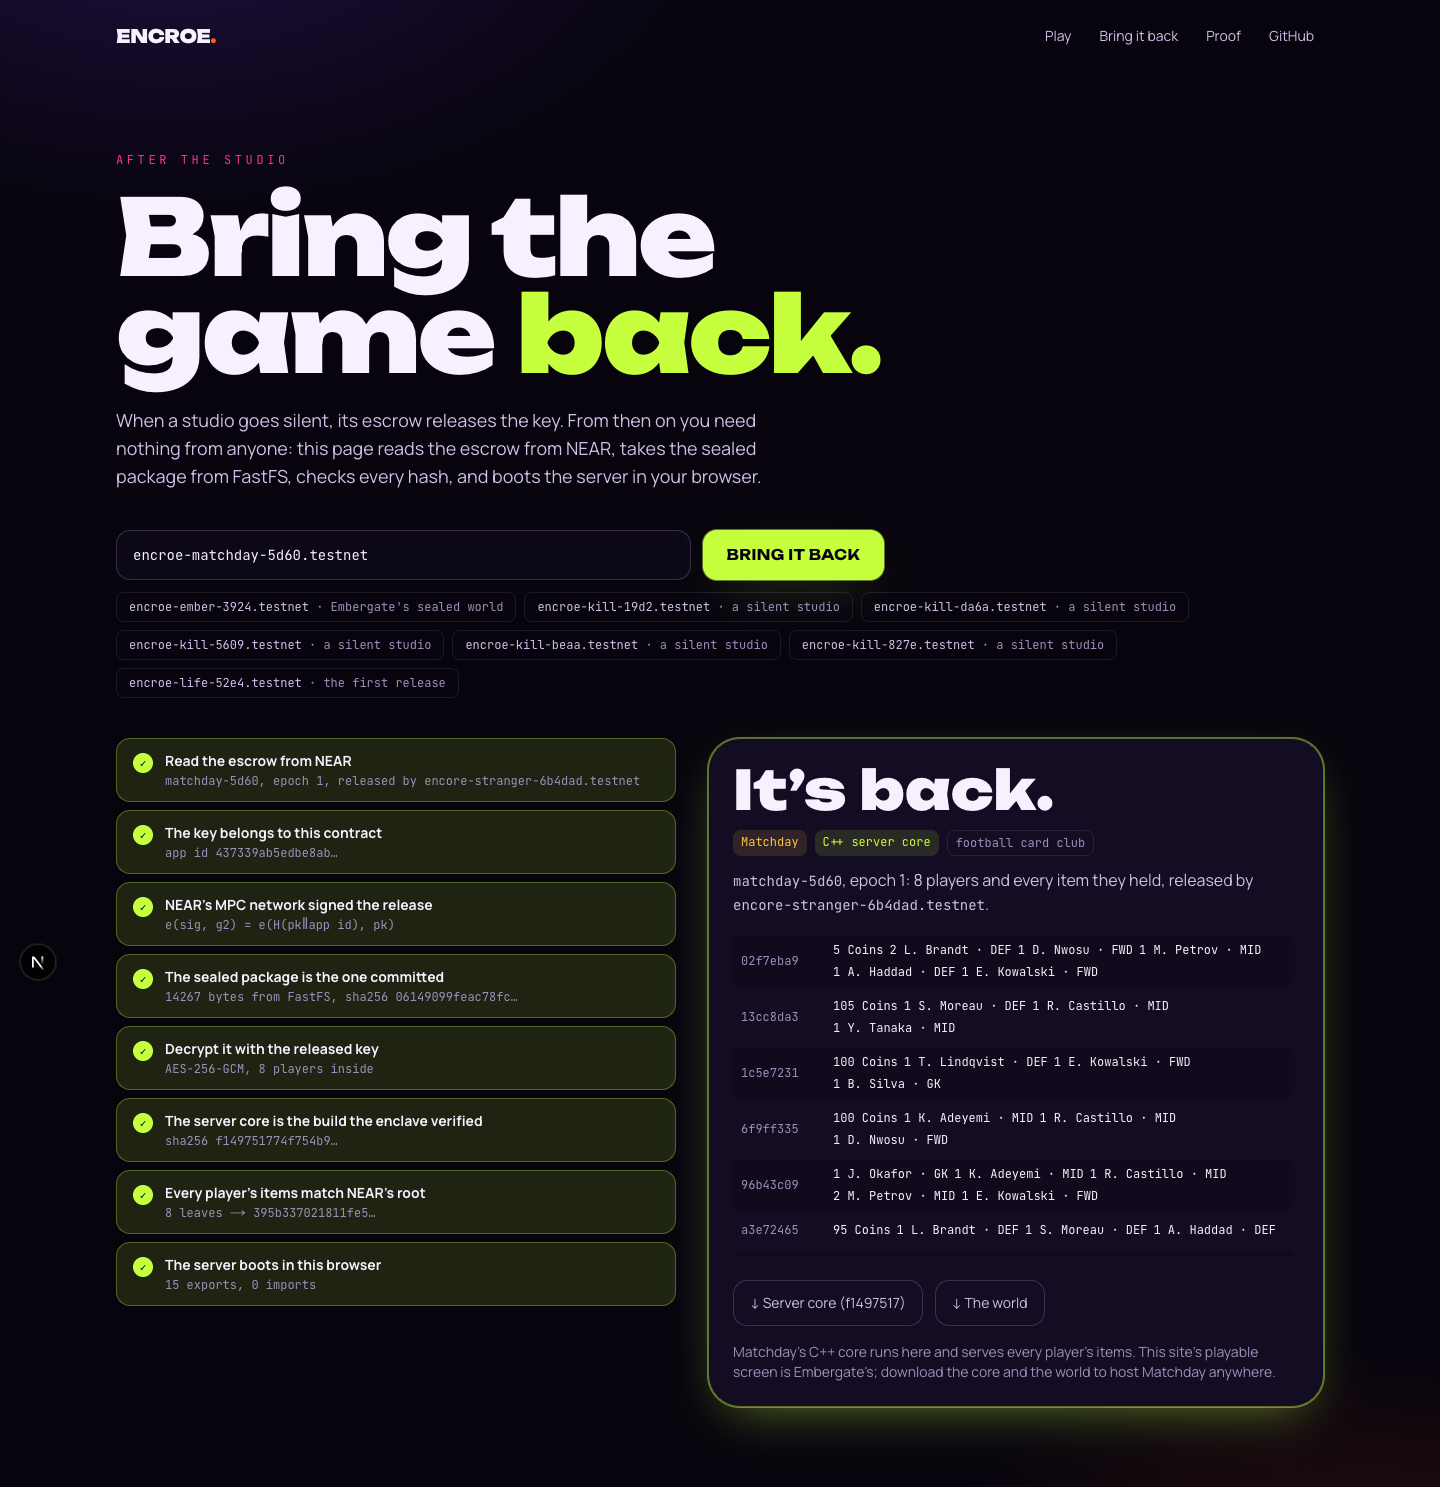 ENCROE.
Play
Bring it back
Proof
GitHub
AFTER THE STUDIO
Bring the
game back.
When a studio goes silent, its escrow releases the key. From then on you need
nothing from anyone: this page reads the escrow from NEAR, takes the sealed
package from FastFS, checks every hash, and boots the server in your browser.
encroe-matchday-5d60.testnet
BRING IT BACK
encroe-ember-3924.testnet · Embergate's sealed world
encroe-kill-19d2.testnet · a silent studio
encroe-kill-da6a.testnet · a silent studio
encroe-kill-5609.testnet · a silent studio
encroe-kill-beaa.testnet · a silent studio
encroe-kill-827e.testnet · a silent studio
encroe-life-52e4.testnet · the first release
✓ Read the escrow from NEAR
matchday-5d60, epoch 1, released by encore-stranger-6b4dad.testnet
✓ The key belongs to this contract
app id 437339ab5edbe8ab…
✓ NEAR’s MPC network signed the release
e(sig, g2) = e(H(pk‖app id), pk)
✓ The sealed package is the one committed
14267 bytes from FastFS, sha256 06149099feac78fc…
✓ Decrypt it with the released key
AES-256-GCM, 8 players inside
✓ The server core is the build the enclave verified
sha256 f149751774f754b9…
✓ Every player’s items match NEAR’s root
8 leaves ⟶ 395b337021811fe5…
✓ The server boots in this browser
15 exports, 0 imports
N
It’s back.
Matchday
C++ server core
football card club
matchday-5d60, epoch 1: 8 players and every item they held, released by
encore-stranger-6b4dad.testnet.
02f7eba9
5 Coins 2 L. Brandt · DEF 1 D. Nwosu · FWD 1 M. Petrov · MID
1 A. Haddad · DEF 1 E. Kowalski · FWD
13cc8da3
105 Coins 1 S. Moreau · DEF 1 R. Castillo · MID
1 Y. Tanaka · MID
1c5e7231
100 Coins 1 T. Lindqvist · DEF 1 E. Kowalski · FWD
1 B. Silva · GK
6f9ff335
100 Coins 1 K. Adeyemi · MID 1 R. Castillo · MID
1 D. Nwosu · FWD
96b43c09
1 J. Okafor · GK 1 K. Adeyemi · MID 1 R. Castillo · MID
2 M. Petrov · MID 1 E. Kowalski · FWD
a3e72465
95 Coins 1 L. Brandt · DEF 1 S. Moreau · DEF 1 A. Haddad · DEF
↓ Server core (f1497517)
↓ The world
Matchday’s C++ core runs here and serves every player’s items. This site’s playable
screen is Embergate’s; download the core and the world to host Matchday anywhere.